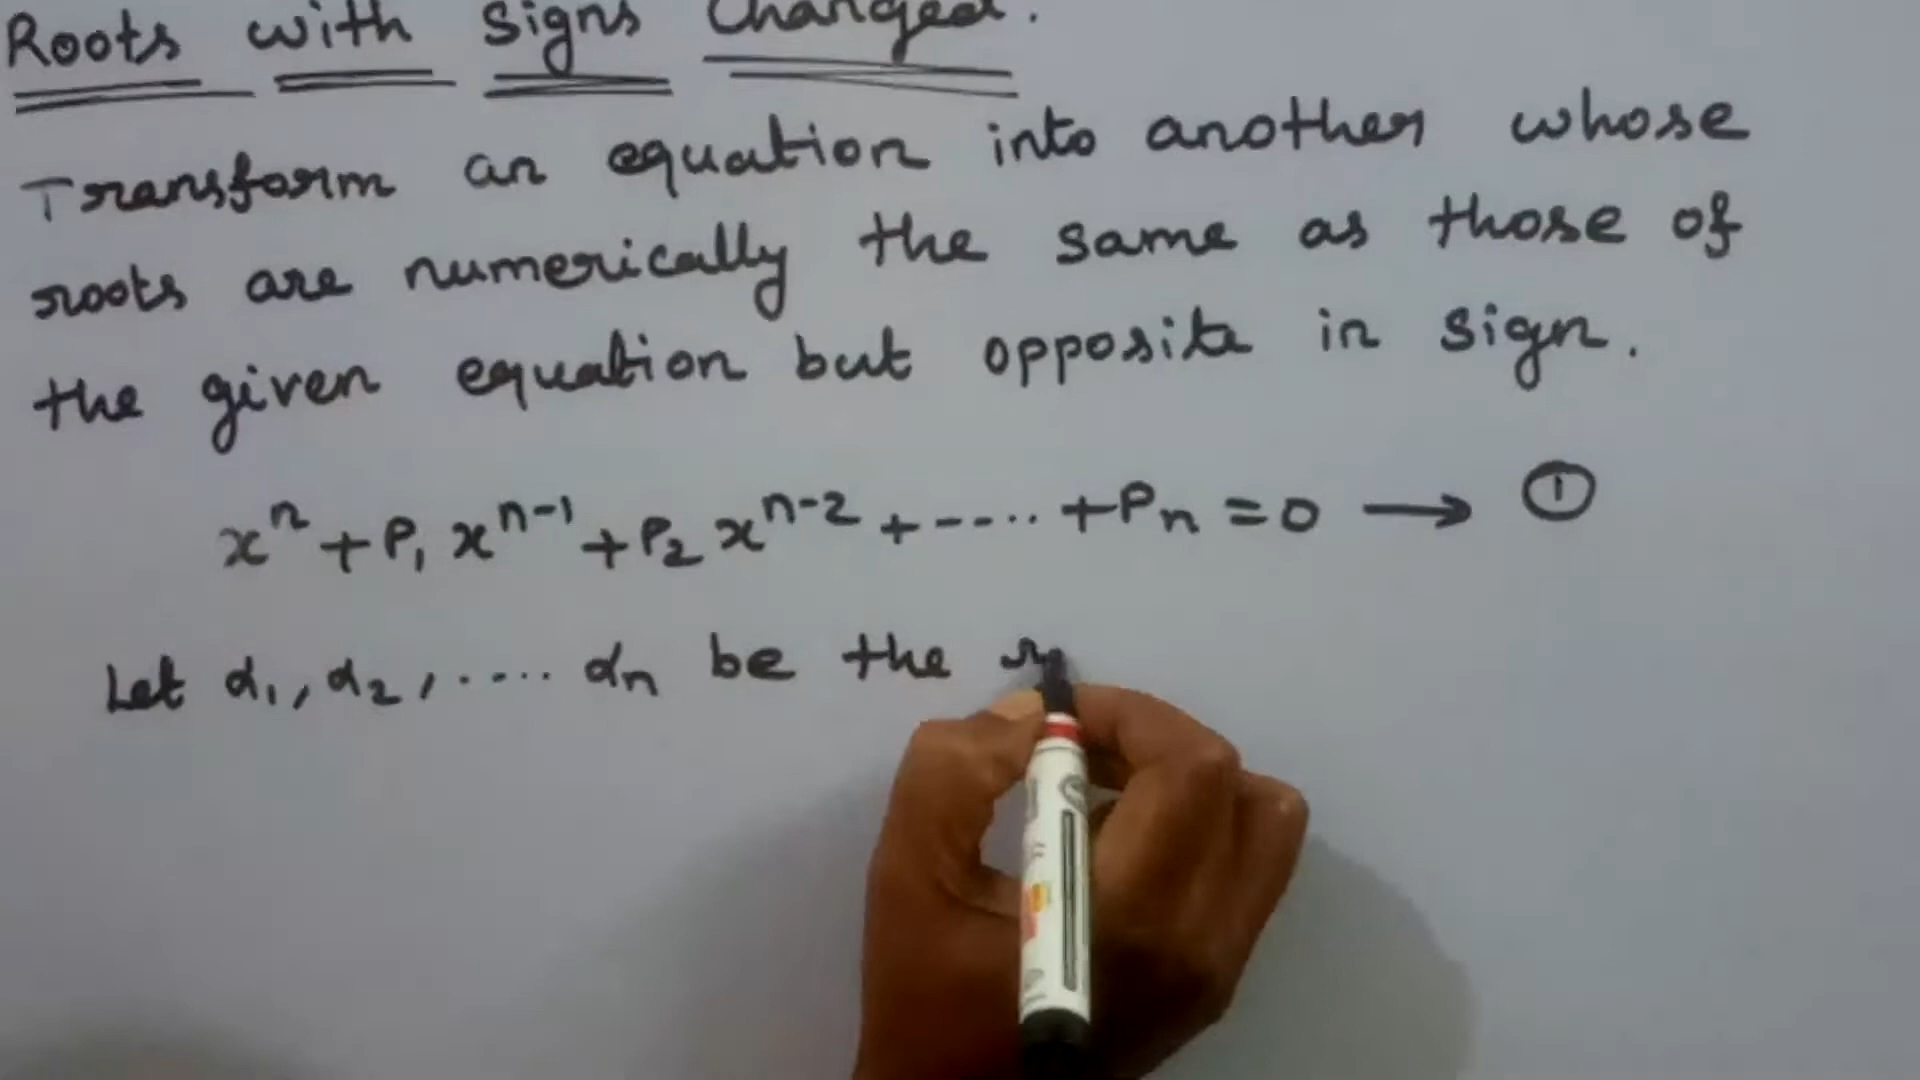 Roots with Signs Changed.
Transform an equation into another whose
roots are numerically the same as those of
the given equation but opposite in sign.
xⁿ + P₁ xⁿ⁻¹ + P₂ xⁿ⁻² + ----·· + Pₙ = 0 → ①
Let α₁, α₂, ..... αₙ be the